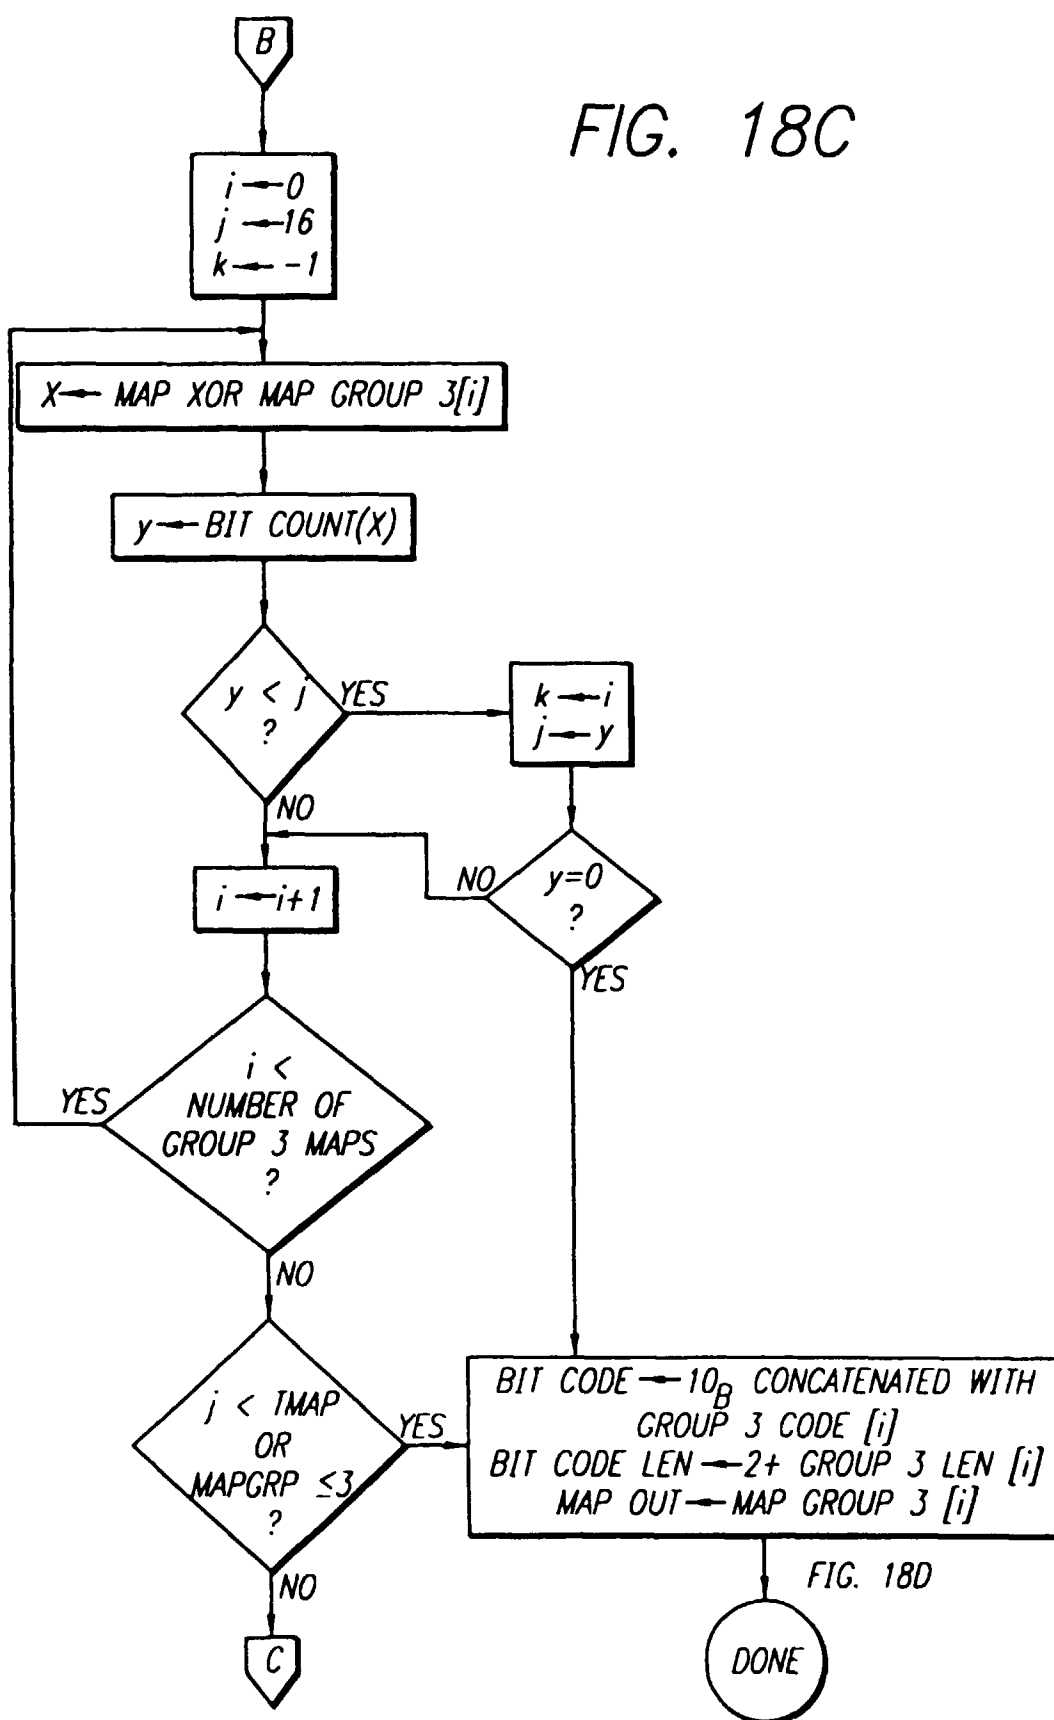 B
FIG. 18C
i ← 0
j ← 16
k ← -1
X ← MAP XOR MAP GROUP 3[i]
y ← BIT COUNT(X)
y < j
?
YES
k ← i
j ← y
NO
y=0
?
NO
YES
i ← i+1
i <
NUMBER OF
GROUP 3 MAPS
?
YES
NO
j < TMAP
OR
MAPGRP ≤3
?
YES
BIT CODE ← 10B CONCATENATED WITH
GROUP 3 CODE [i]
BIT CODE LEN ← 2+ GROUP 3 LEN [i]
MAP OUT ← MAP GROUP 3 [i]
NO
FIG. 18D
C
DONE